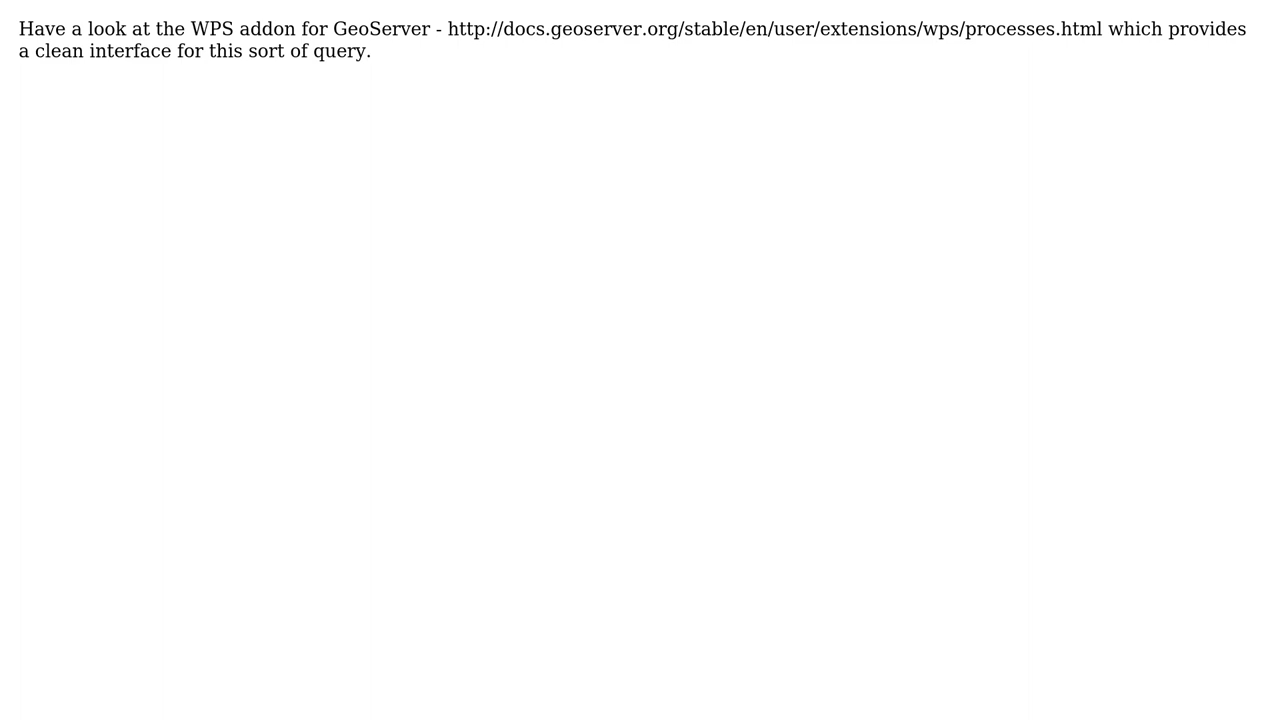 Have a look at the WPS addon for GeoServer - http://docs.geoserver.org/stable/en/user/extensions/wps/processes.html which provides
a clean interface for this sort of query.